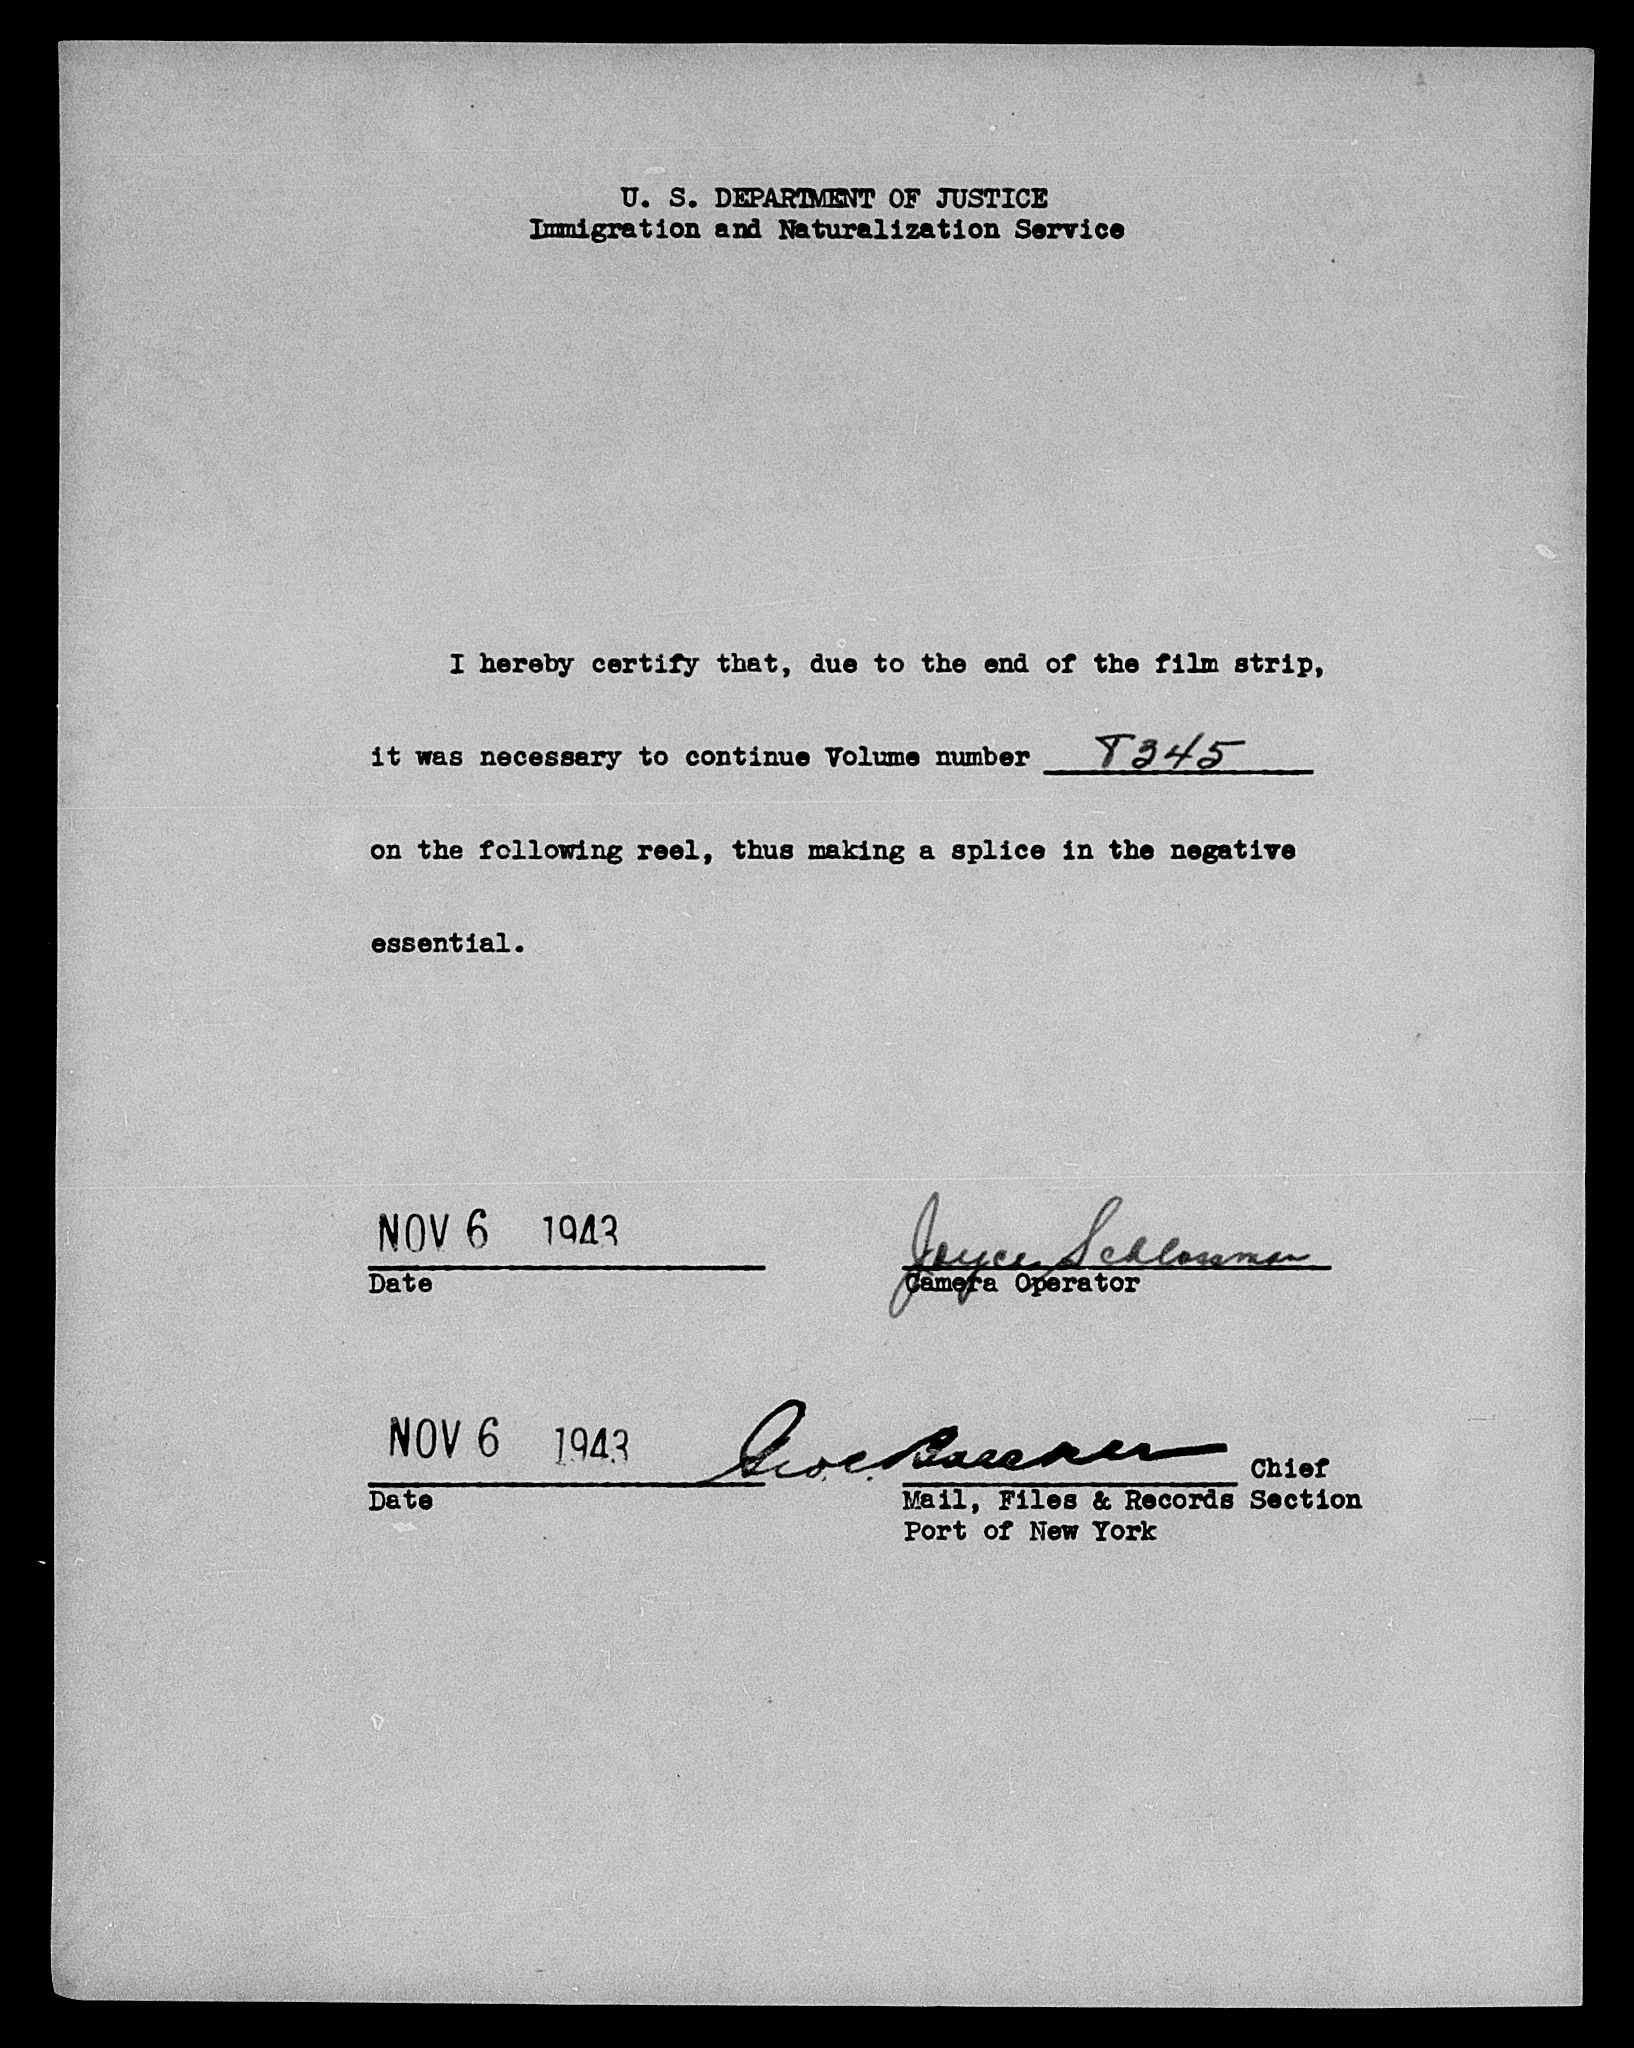 U. S. DEPARTMENT OF JUSTICE
Immigration and Naturalization Service
I hereby certify that, due to the end of the film strip,
it was necessary to continue Volume number 8345
on the following reel, thus making a splice in the negative
essential.
NOV 6 1943 Joyce Schlossman
Date Camera Operator
NOV 6 1943 Geo. C. Chief
Date Mail, Files & Records Section
Port of New York